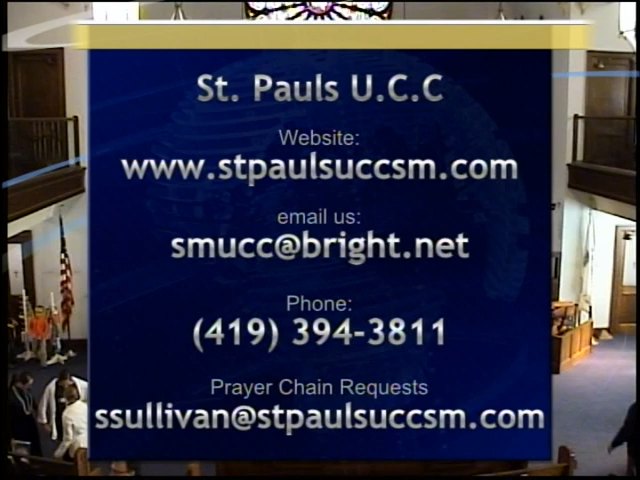 St. Pauls U.C.C
Website:
www.stpaulsuccsm.com
email us:
smucc@bright.net
Phone:
(419) 394-3811
Prayer Chain Requests
ssullivan@stpaulsuccsm.com